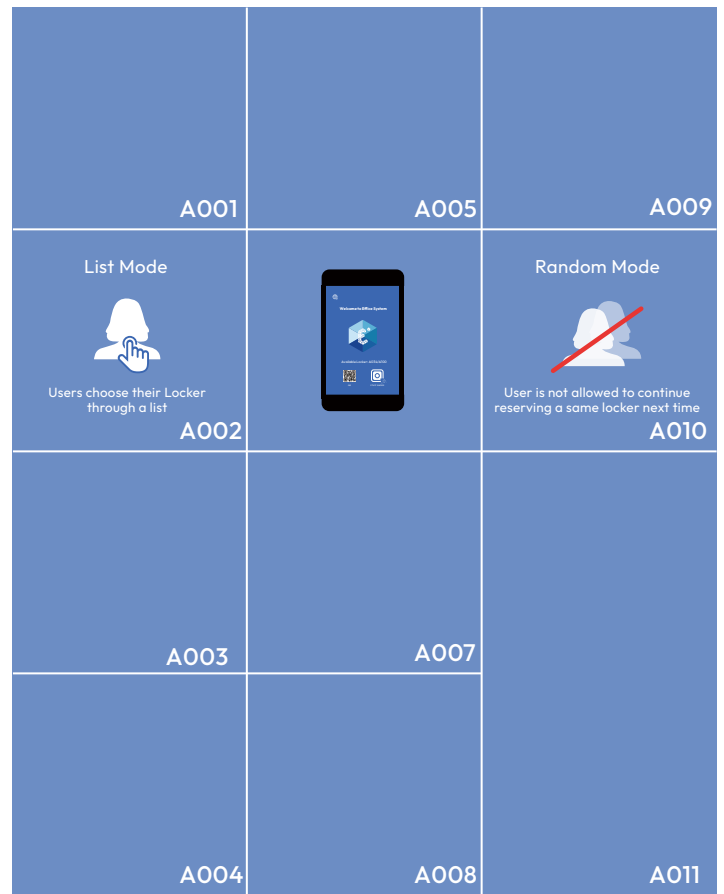 A001
A005
A009
List Mode
Users choose their Locker
through a list
A002
Welcome to Office System
Random Mode
User is not allowed to continue
reserving a same locker next time
A010
A003
A007
A004
A008
A011